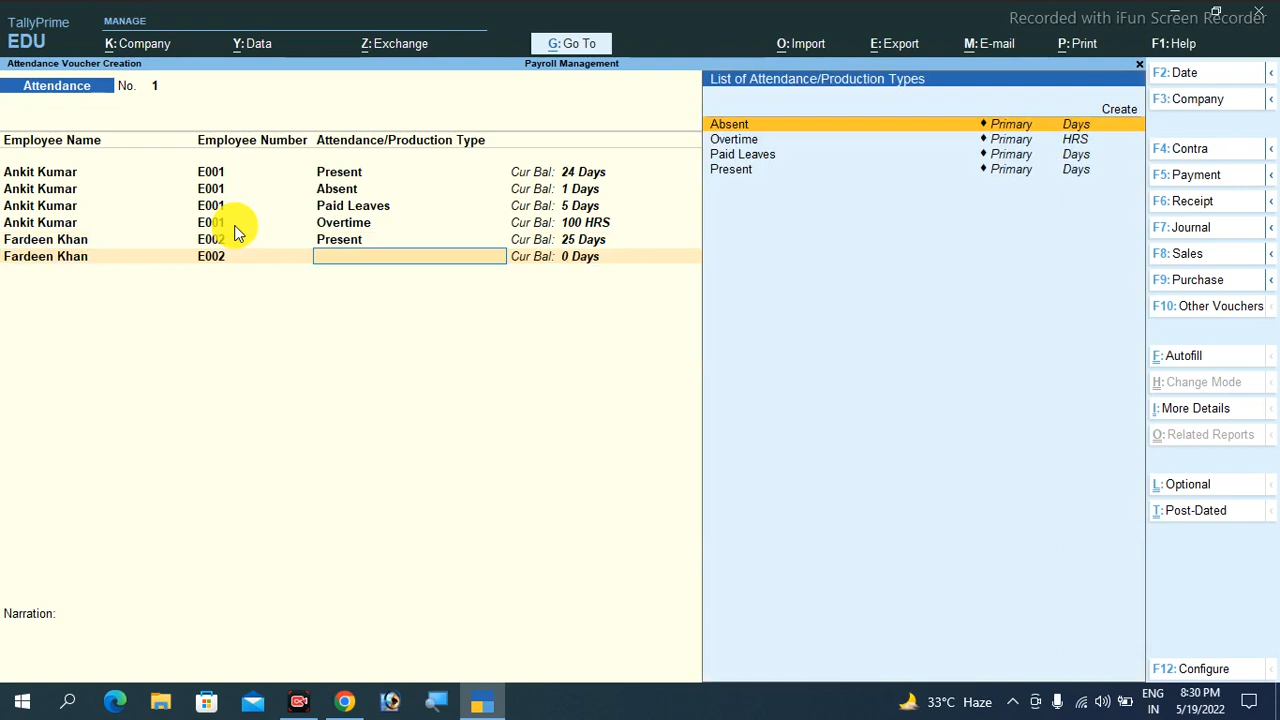 Recorded with iFun Screen Recorder
TallyPrime
EDU
MANAGE
K: Company
Y: Data
Z: Exchange
G: Go To
O: Import
E: Export
M: E-mail
P: Print
F1: Help
Attendance Voucher Creation
Payroll Management
Attendance No. 1
Employee Name Employee Number Attendance/Production Type
Ankit Kumar E001 Present Cur Bal: 24 Days
Ankit Kumar E001 Absent Cur Bal: 1 Days
Ankit Kumar E001 Paid Leaves Cur Bal: 5 Days
Ankit Kumar E001 Overtime Cur Bal: 100 HRS
Fardeen Khan E002 Present Cur Bal: 25 Days
Fardeen Khan E002 Cur Bal: 0 Days
Narration:
List of Attendance/Production Types
Create
Absent ♦ Primary Days
Overtime ♦ Primary HRS
Paid Leaves ♦ Primary Days
Present ♦ Primary Days
F2: Date
F3: Company
F4: Contra
F5: Payment
F6: Receipt
F7: Journal
F8: Sales
F9: Purchase
F10: Other Vouchers
F: Autofill
H: Change Mode
I: More Details
O: Related Reports
L: Optional
T: Post-Dated
F12: Configure
33°C Haze
ENG
IN
8:30 PM
5/19/2022